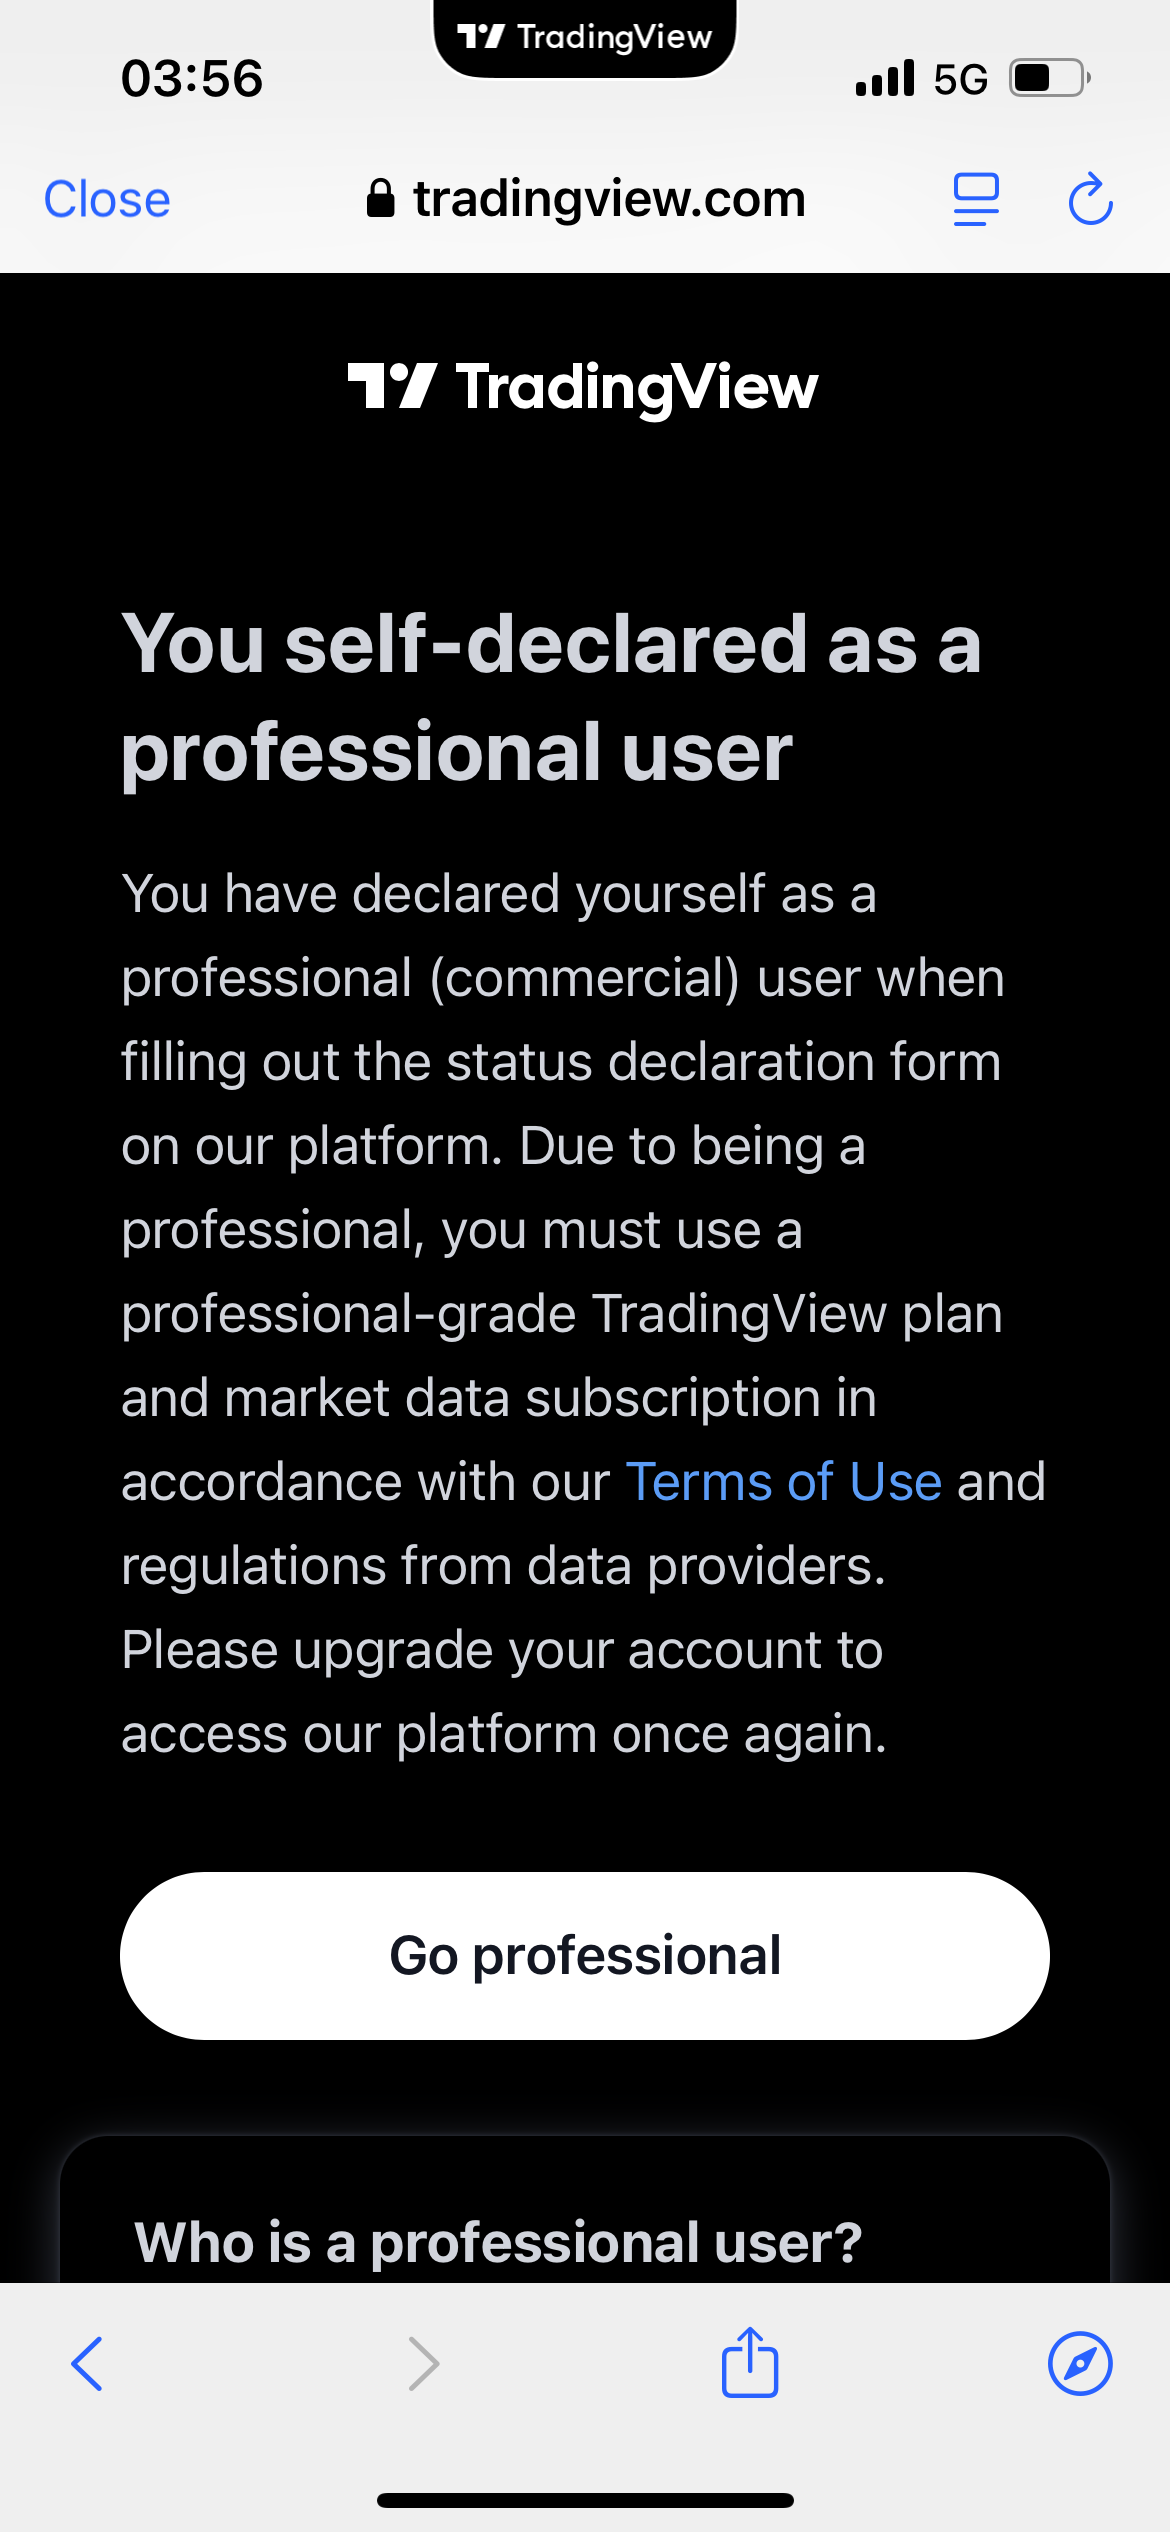 TradingView
03:56
5G
Close
tradingview.com
TradingView
You self-declared as a
professional user
You have declared yourself as a
professional (commercial) user when
filling out the status declaration form
on our platform. Due to being a
professional, you must use a
professional-grade TradingView plan
and market data subscription in
accordance with our Terms of Use and
regulations from data providers.
Please upgrade your account to
access our platform once again.
Go professional
Who is a professional user?